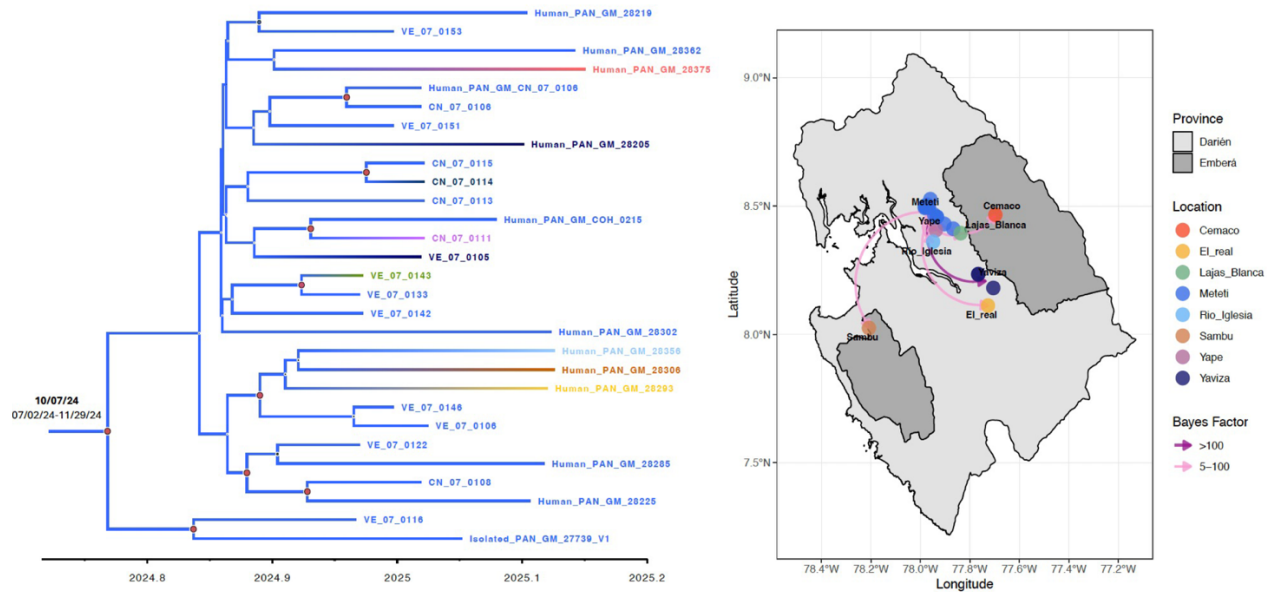 Human_PAN_GM_28219
VE_07_0153
Human_PAN_GM_28362
Human_PAN_GM_28375
Human_PAN_GM_CN_07_0106
CN_07_0106
VE_07_0151
Human_PAN_GM_28205
CN_07_0115
CN_07_0114
CN_07_0113
Human_PAN_GM_COH_0215
CN_07_0111
VE_07_0105
VE_07_0143
VE_07_0133
VE_07_0142
Human_PAN_GM_28302
Human_PAN_GM_28356
Human_PAN_GM_28306
Human_PAN_GM_28293
VE_07_0146
VE_07_0106
VE_07_0122
Human_PAN_GM_28285
CN_07_0108
Human_PAN_GM_28225
VE_07_0116
Isolated_PAN_GM_27739_V1
10/07/24
07/02/24-11/29/24
2024.8
2024.9
2025
2025.1
2025.2
Latitude
9.0°N
8.5°N
8.0°N
7.5°N
Meteti
Cemaco
Yape
Lajas_Blanca
Rio_Iglesia
Yaviza
El_real
Sambu
78.4°W
78.2°W
78.0°W
77.8°W
77.6°W
77.4°W
77.2°W
Longitude
Province
Darién
Emberá
Location
Cemaco
El_real
Lajas_Blanca
Meteti
Rio_Iglesia
Sambu
Yape
Yaviza
Bayes Factor
>100
5–100